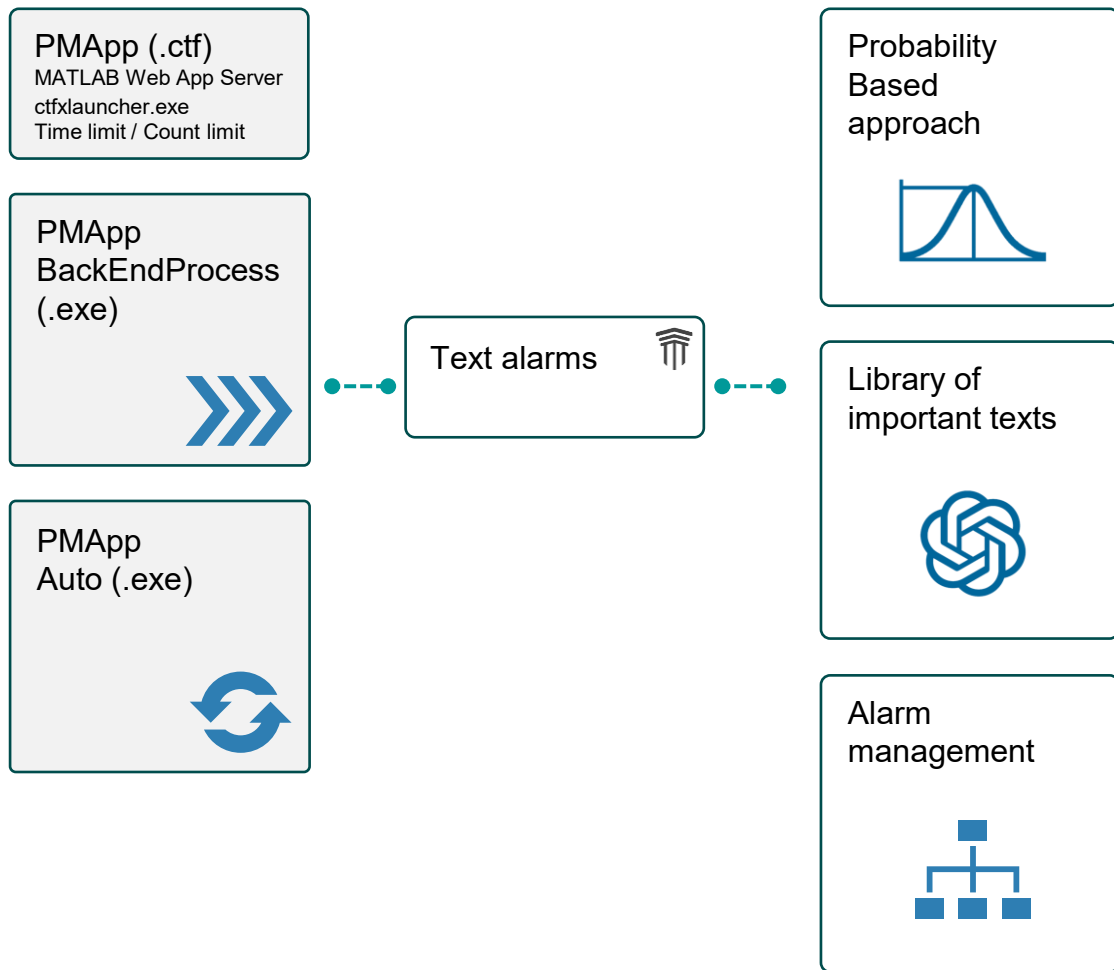 PMApp (.ctf)
MATLAB Web App Server
ctfxlauncher.exe
Time limit / Count limit
PMApp
BackEndProcess
(.exe)
PMApp
Auto (.exe)
Text alarms
Probability
Based
approach
Library of
important texts
Alarm
management